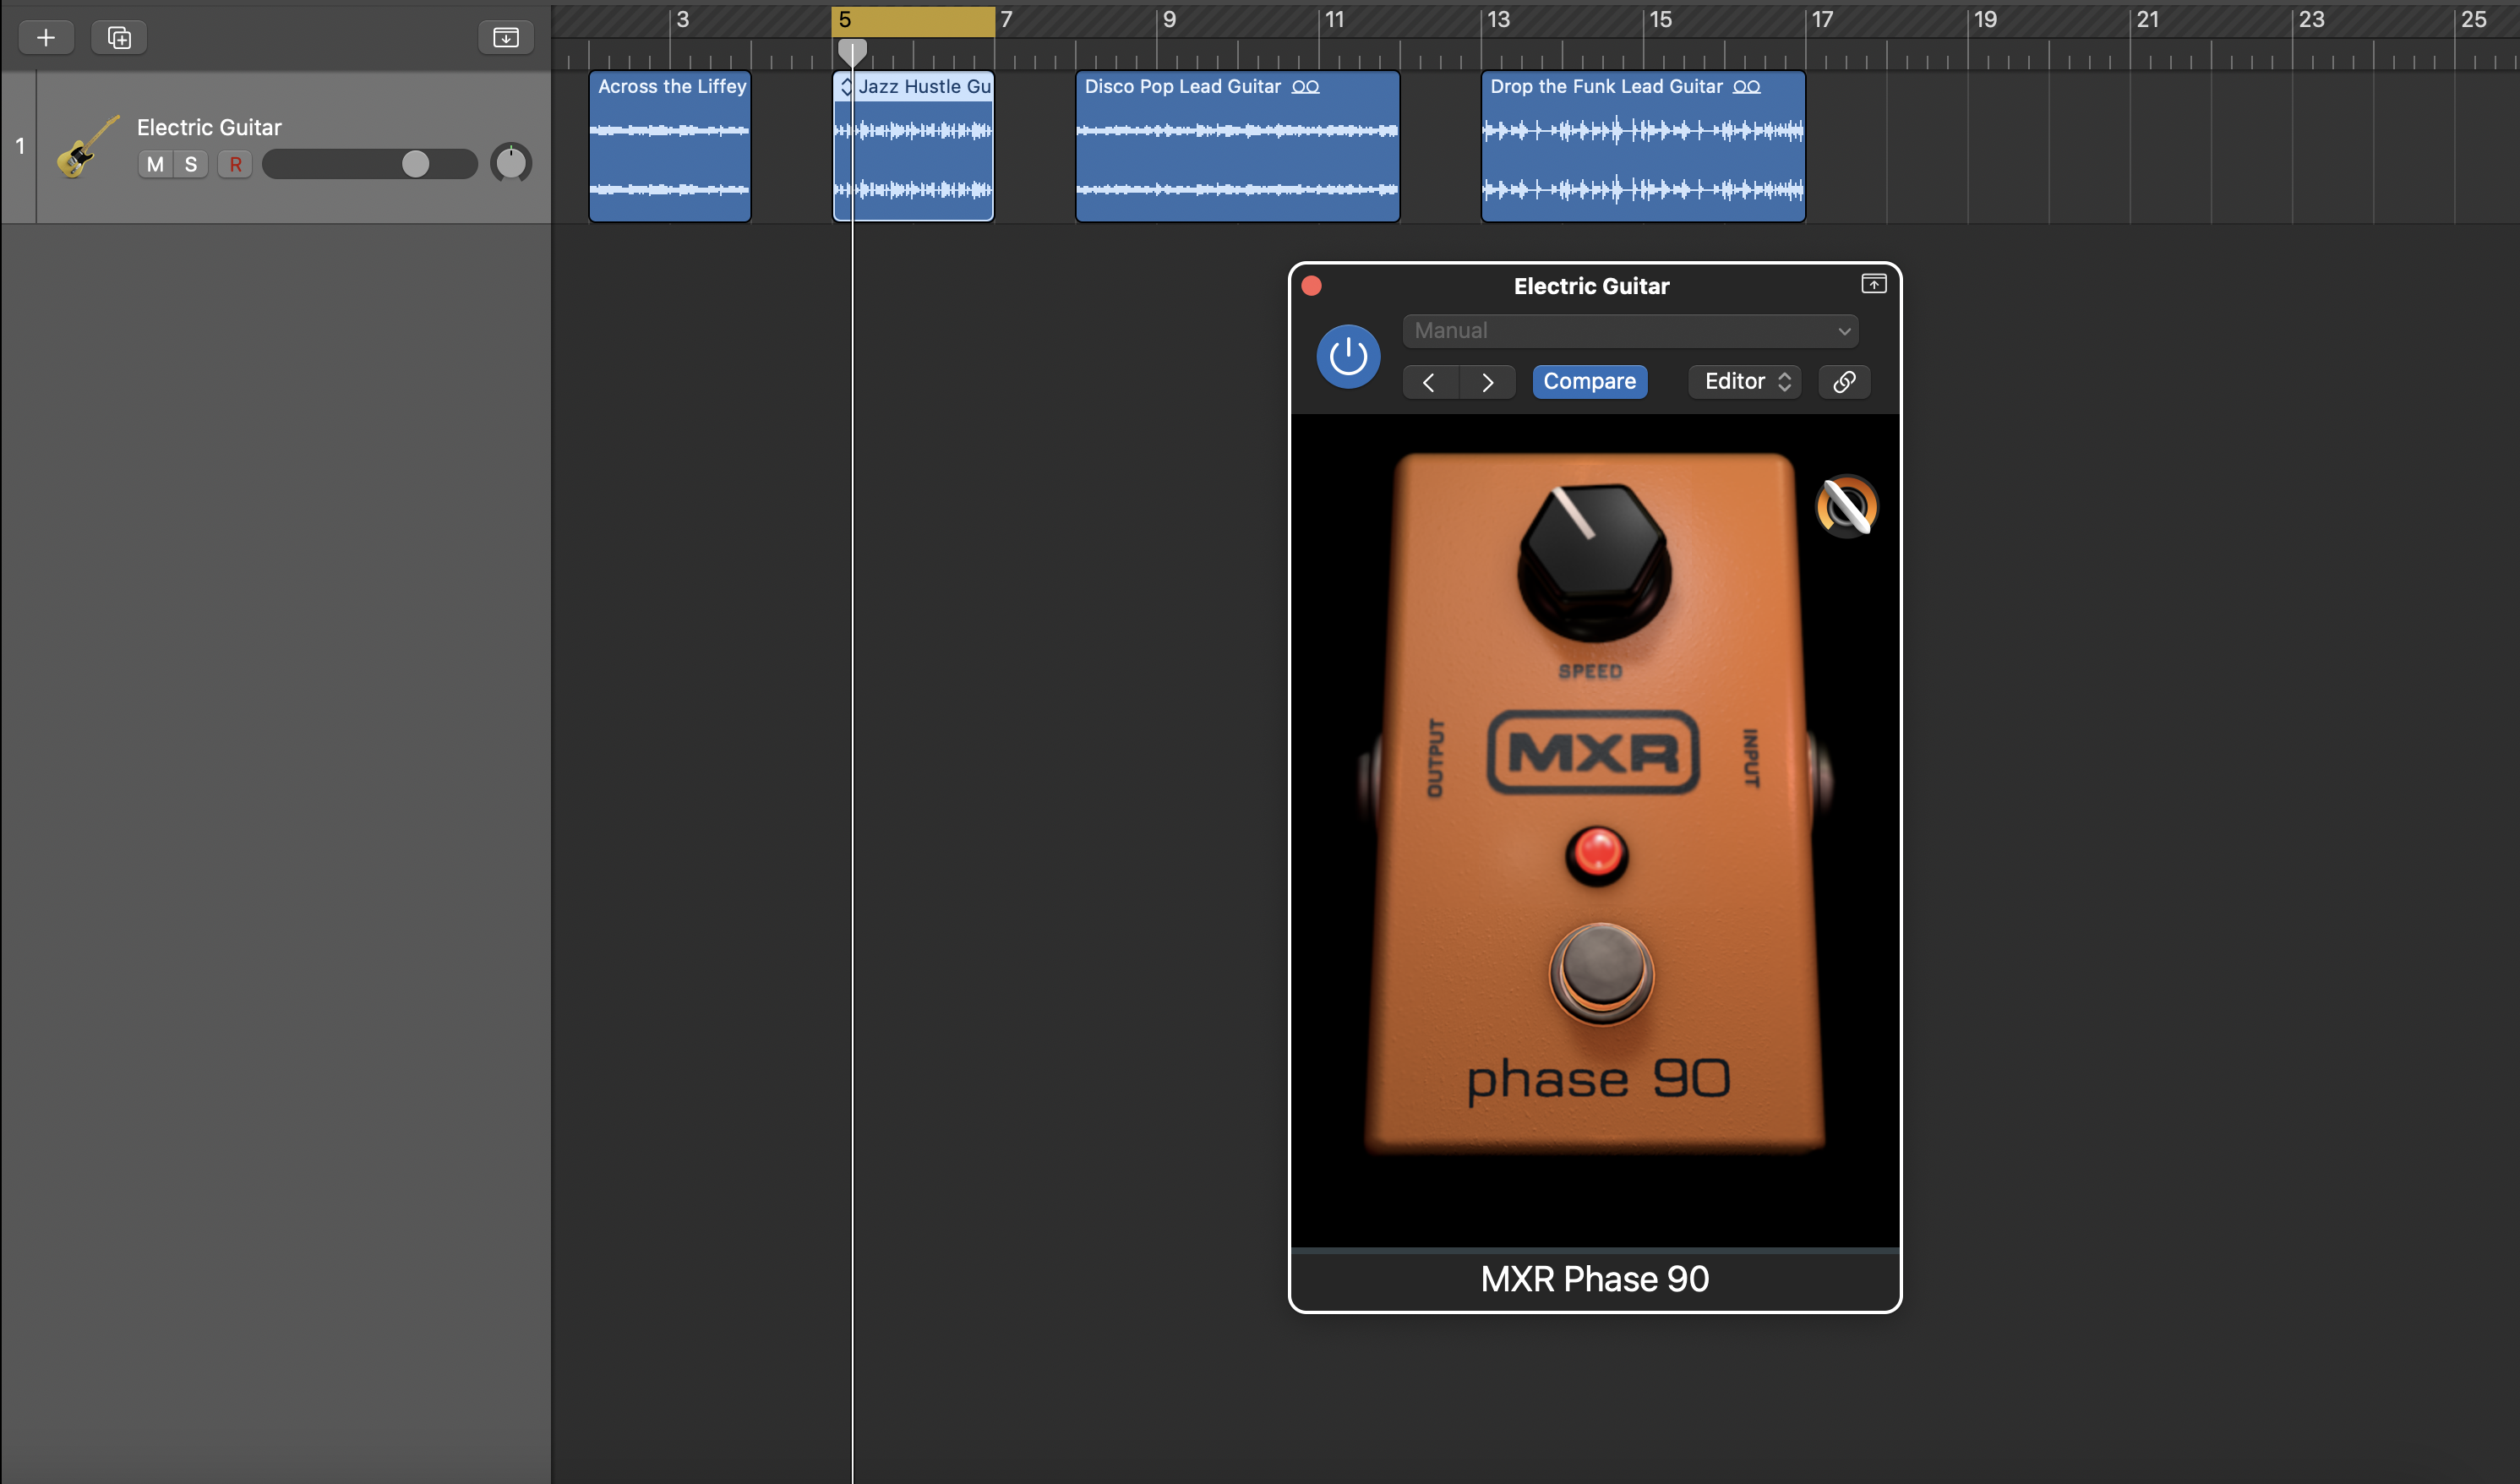 3 5 7 9 11 13 15 17 19 21 23 25
Across the Liffey
Jazz Hustle Gu
Disco Pop Lead Guitar
Drop the Funk Lead Guitar
1
Electric Guitar
M S R
Electric Guitar
Manual
Compare
Editor
SPEED
OUTPUT
MXR
INPUT
phase 90
MXR Phase 90